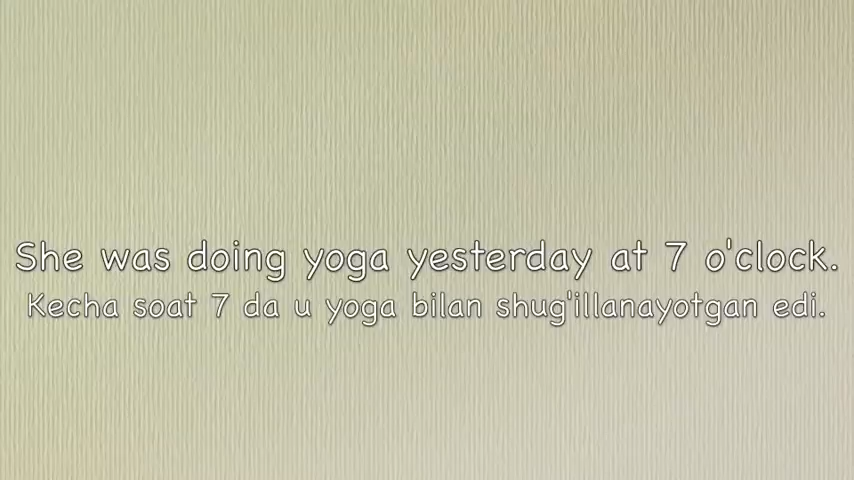 She was doing yoga yesterday at 7 o'clock.
Kecha soat 7 da u yoga bilan shug'illanayotgan edi.